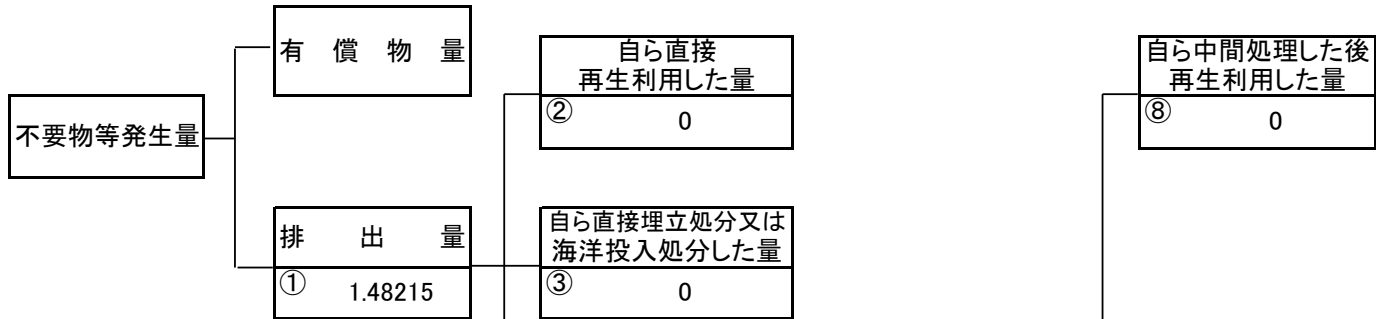 有 償 物 量
自ら直接
再生利用した量
② 0
自ら中間処理した後
再生利用した量
⑧ 0
不要物等発生量
排 出 量
① 1.48215
自ら直接埋立処分又は
海洋投入処分した量
③ 0